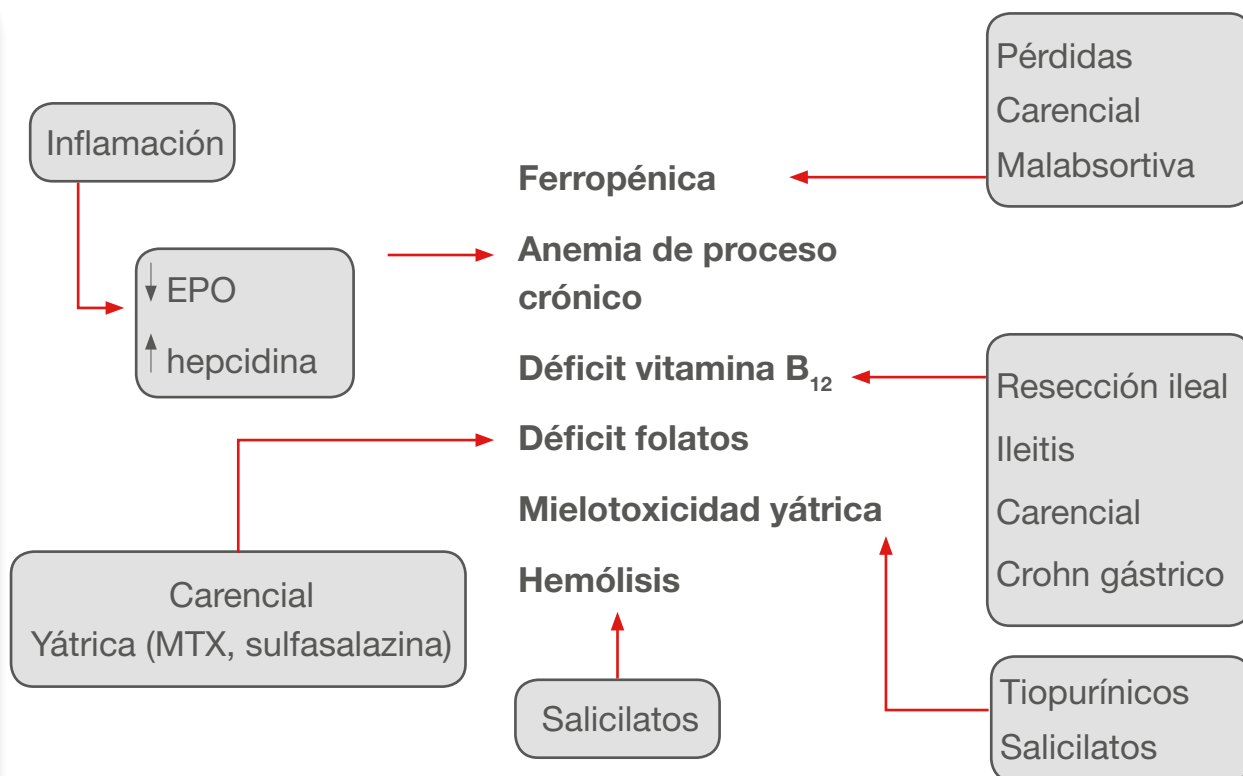 Inflamación
↓ EPO
↑ hepcidina
Carencial
Yátrica (MTX, sulfasalazina)
Ferropénica
Anemia de proceso
crónico
Déficit vitamina B₁₂
Déficit folatos
Mielotoxicidad yátrica
Hemólisis
Salicilatos
Pérdidas
Carencial
Malabsortiva
Resección ileal
Ileitis
Carencial
Crohn gástrico
Tiopurínicos
Salicilatos